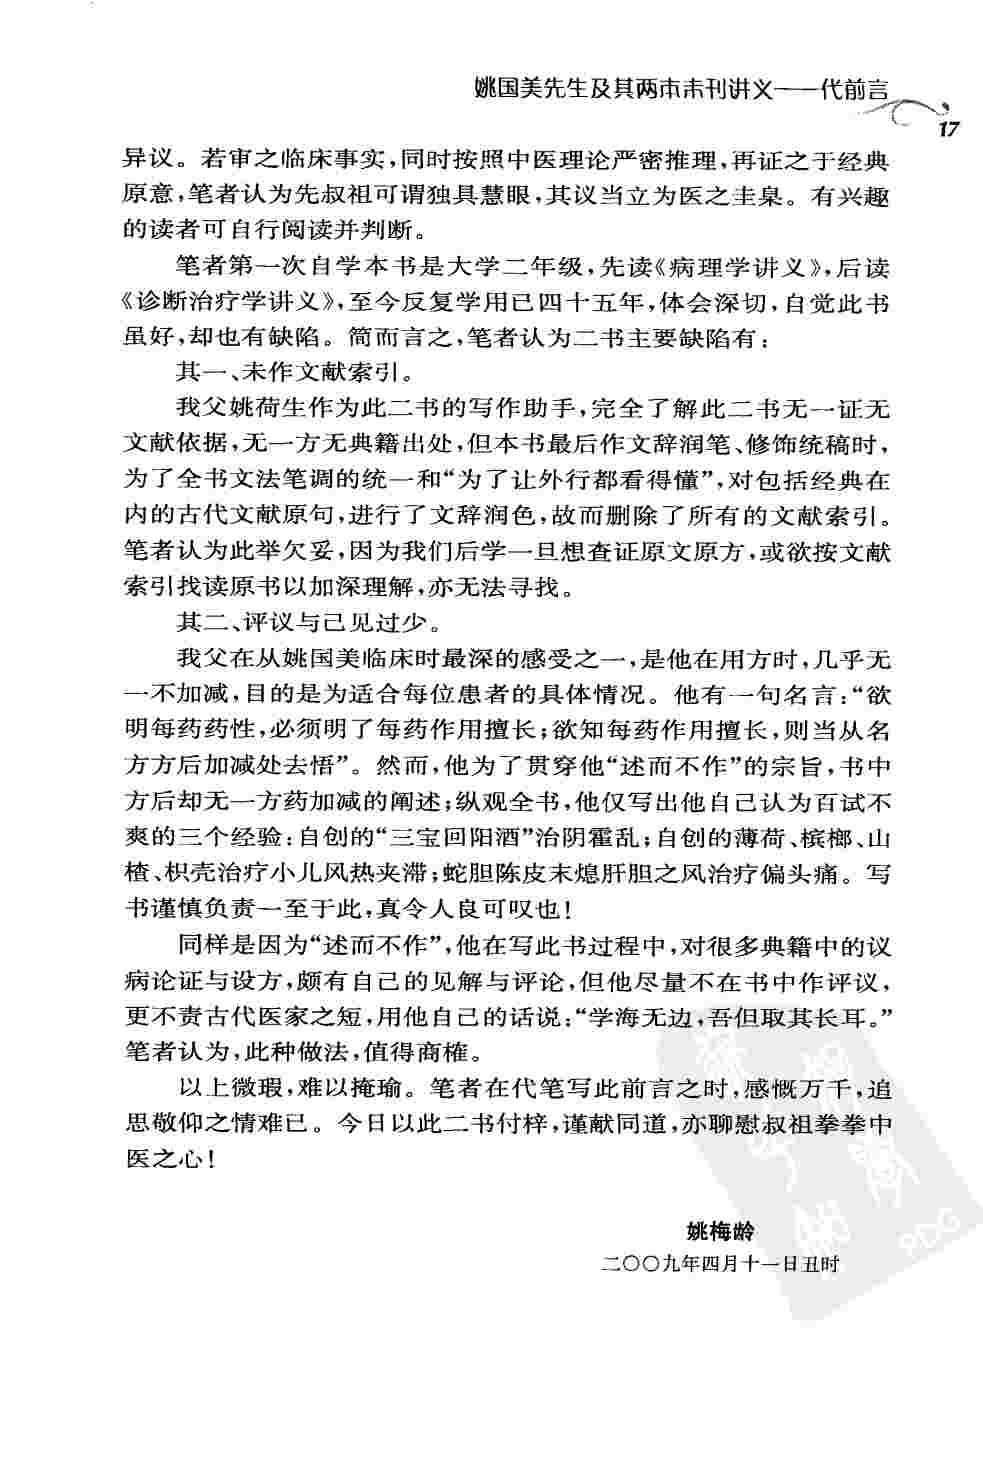 姚国美先生及其两本未刊讲义——代前言
17
异议。若审之临床事实,同时按照中医理论严密推理,再证之于经典
原意,笔者认为先叔祖可谓独具慧眼,其议当立为医之圭臬。有兴趣
的读者可自行阅读并判断。
笔者第一次自学本书是大学二年级,先读《病理学讲义》,后读
《诊断治疗学讲义》,至今反复学用已四十五年,体会深切,自觉此书
虽好,却也有缺陷。简而言之,笔者认为二书主要缺陷有:
其一、未作文献索引。
我父姚荷生作为此二书的写作助手,完全了解此二书无一证无
文献依据,无一方无典籍出处,但本书最后作文辞润笔、修饰统稿时,
为了全书文法笔调的统一和“为了让外行都看得懂”,对包括经典在
内的古代文献原句,进行了文辞润色,故而删除了所有的文献索引。
笔者认为此举欠妥,因为我们后学一旦想查证原文原方,或欲按文献
索引找读原书以加深理解,亦无法寻找。
其二、评议与己见过少。
我父在从姚国美临床时最深的感受之一,是他在用方时,几乎无
一不加减,目的是为适合每位患者的具体情况。他有一句名言:“欲
明每药药性,必须明了每药作用擅长;欲知每药作用擅长,则当从名
方方后加减处去悟”。然而,他为了贯穿他“述而不作”的宗旨,书中
方后却无一方药加减的阐述;纵观全书,他仅写出他自己认为百试不
爽的三个经验:自创的“三宝回阳酒”治阴霍乱;自创的薄荷、槟榔、山
楂、枳壳治疗小儿风热夹滞;蛇胆陈皮末熄肝胆之风治疗偏头痛。写
书谨慎负责一至于此,真令人良可叹也!
同样是因为“述而不作”,他在写此书过程中,对很多典籍中的议
病论证与设方,颇有自己的见解与评论,但他尽量不在书中作评议,
更不责古代医家之短,用他自己的话说:“学海无边,吾但取其长耳。”
笔者认为,此种做法,值得商榷。
以上微瑕,难以掩瑜。笔者在代笔写此前言之时,感慨万千,追
思敬仰之情难已。今日以此二书付梓,谨献同道,亦聊慰叔祖拳拳中
医之心!
姚梅龄
二〇〇九年四月十一日丑时
PDG